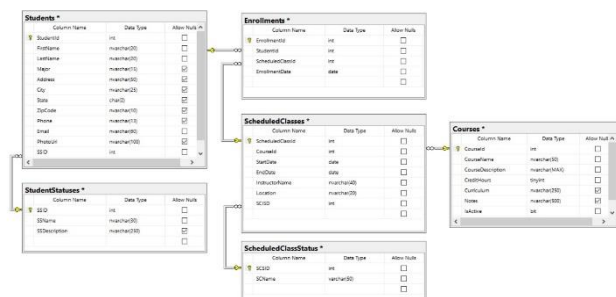 Students *
Column Name Data Type Allow Nulls
StudentId int
FirstName nvarchar(20)
LastName nvarchar(20)
Major nvarchar(15)
Address nvarchar(50)
City nvarchar(25)
State char(2)
ZipCode nvarchar(10)
Phone nvarchar(13)
Email nvarchar(60)
PhotoUrl nvarchar(100)
SSID int
StudentStatuses *
Column Name Data Type Allow Nulls
SSID int
SSName nvarchar(30)
SSDescription nvarchar(250)
Enrollments *
Column Name Data Type Allow Nulls
EnrollmentId int
StudentId int
ScheduledClassId int
EnrollmentDate date
ScheduledClasses *
Column Name Data Type Allow Nulls
ScheduledClassId int
CourseId int
StartDate date
EndDate date
InstructorName nvarchar(40)
Location nvarchar(20)
SCISD int
ScheduledClassStatus *
Column Name Data Type Allow Nulls
SCSID int
SCName varchar(50)
Courses *
Column Name Data Type Allow Null
CourseId int
CourseName nvarchar(50)
CourseDescription nvarchar(MAX)
CreditHours tinyint
Curriculum nvarchar(250)
Notes nvarchar(500)
IsActive bit